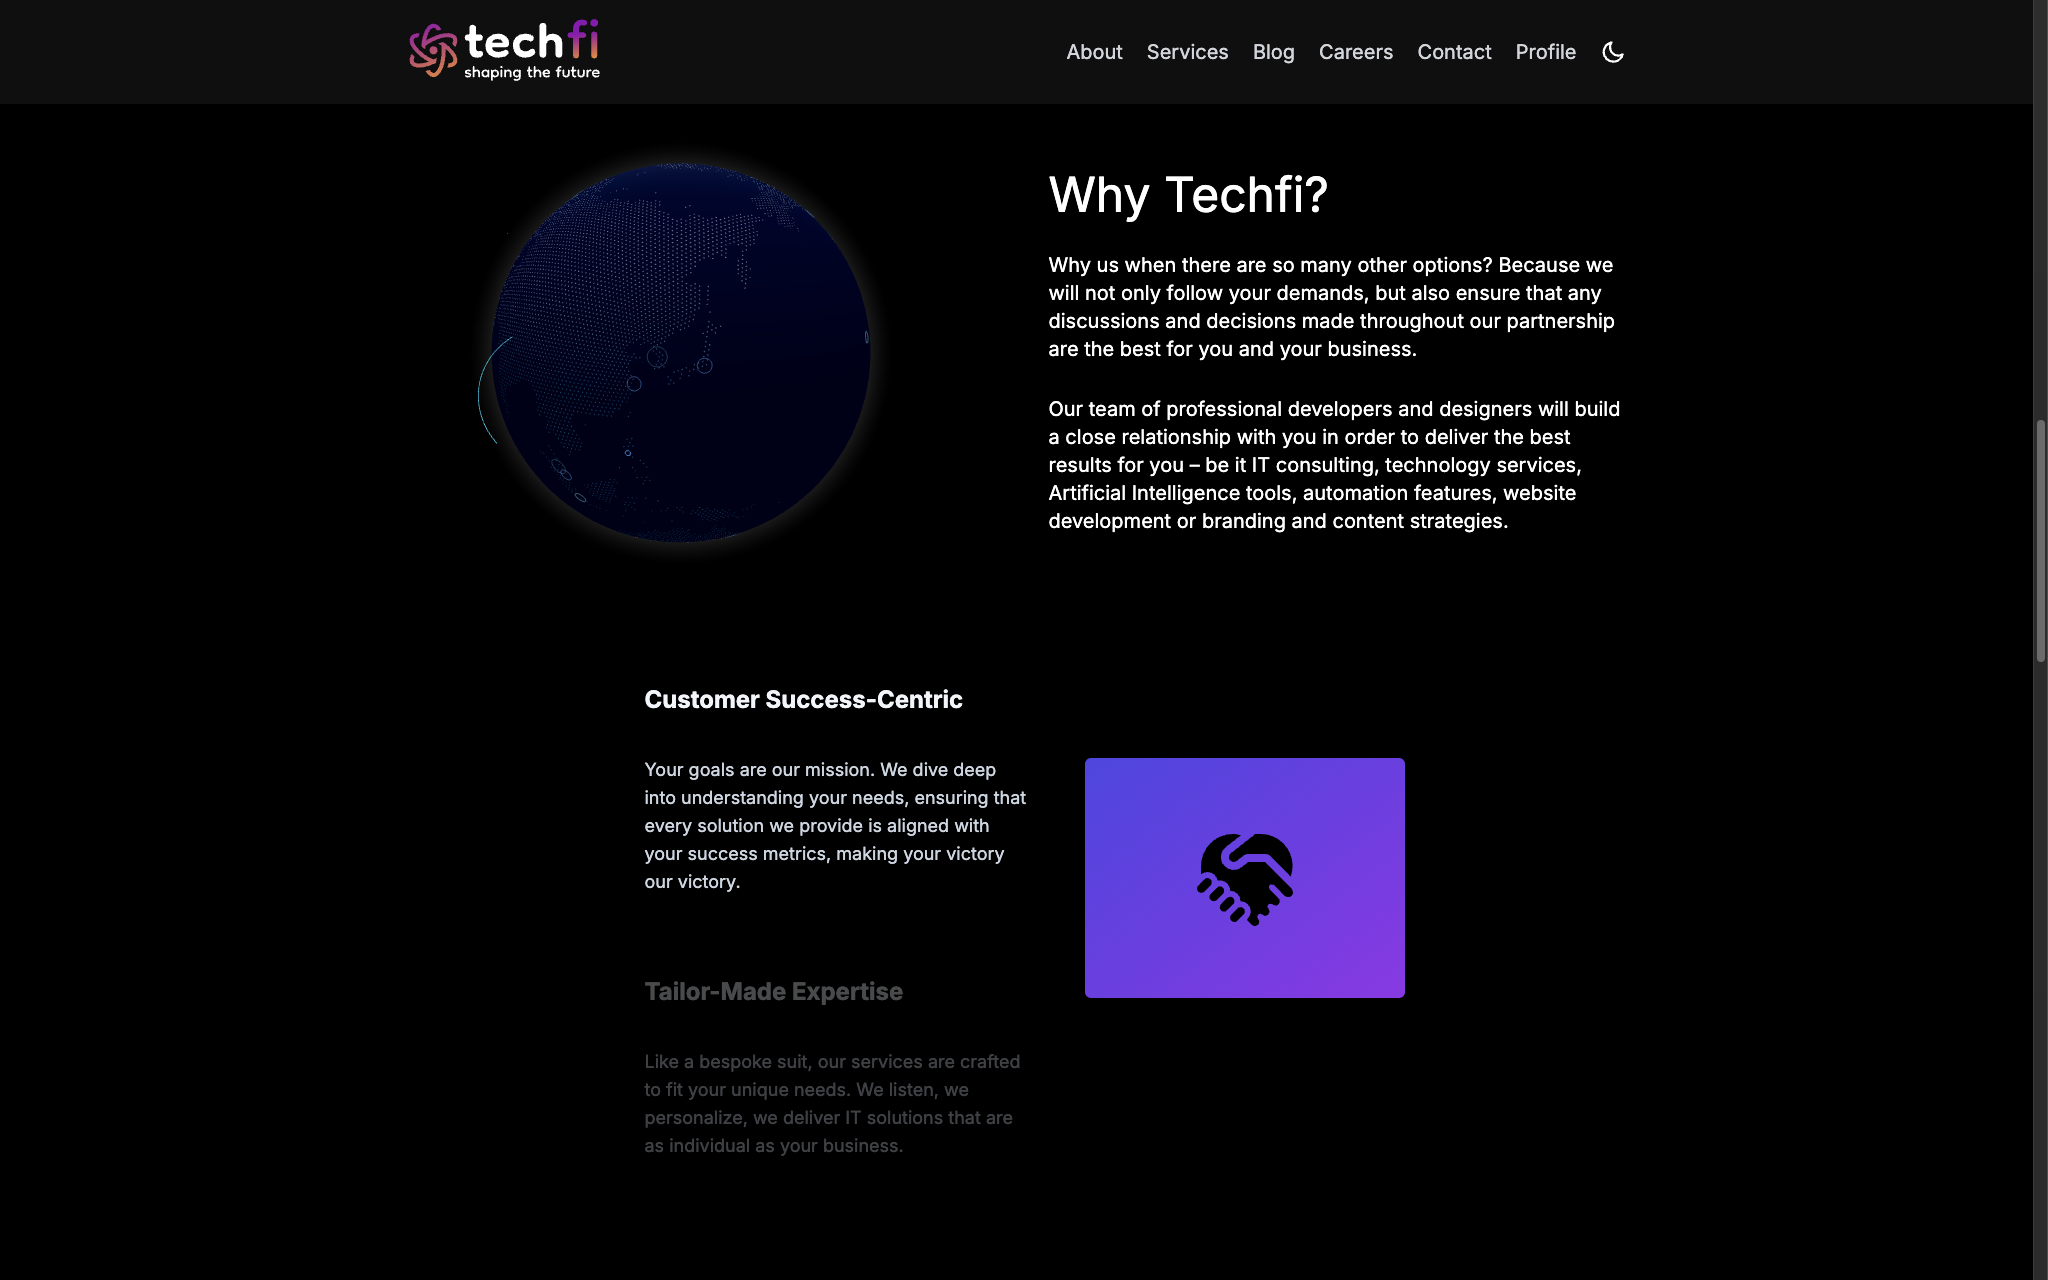 techfi
shaping the future
About Services Blog Careers Contact Profile
Why Techfi?
Why us when there are so many other options? Because we
will not only follow your demands, but also ensure that any
discussions and decisions made throughout our partnership
are the best for you and your business.
Our team of professional developers and designers will build
a close relationship with you in order to deliver the best
results for you – be it IT consulting, technology services,
Artificial Intelligence tools, automation features, website
development or branding and content strategies.
Customer Success-Centric
Your goals are our mission. We dive deep
into understanding your needs, ensuring that
every solution we provide is aligned with
your success metrics, making your victory
our victory.
Tailor-Made Expertise
Like a bespoke suit, our services are crafted
to fit your unique needs. We listen, we
personalize, we deliver IT solutions that are
as individual as your business.